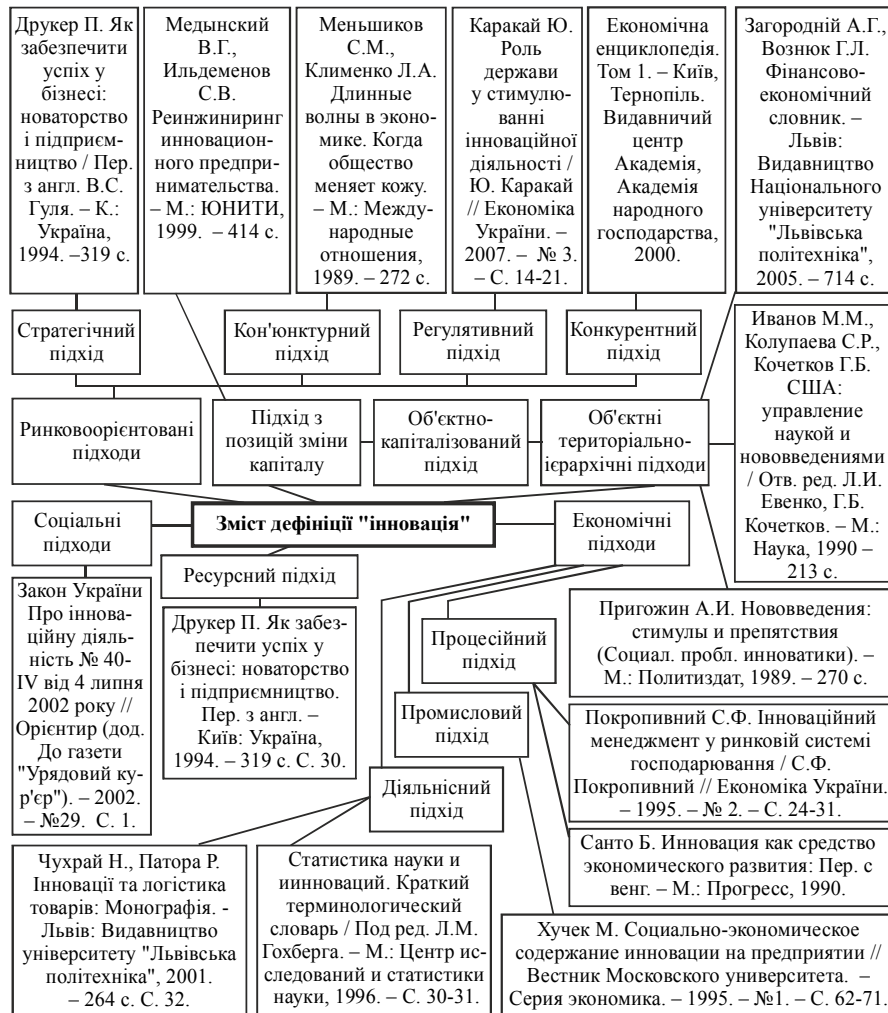 Друкер П. Як
забезпечити
успіх у
бізнесі:
новаторство
і підприєм-
ництво / Пер.
з англ. В.С.
Гуля. – К.:
Україна,
1994. –319 с.
Медынский
В.Г.,
Ильдеменов
С.В.
Реинжиниринг
инновацион-
ного предпри-
нимательства.
– М.: ЮНИТИ,
1999. – 414 с.
Меньшиков
С.М.,
Клименко Л.А.
Длинные
волны в эконо-
мике. Когда
общество
меняет кожу.
– М.: Между-
народные
отношения,
1989. – 272 с.
Каракай Ю.
Роль
держави
у стимулю-
ванні
інноваційної
діяльності /
Ю. Каракай
// Економіка
України. –
2007. – № 3.
– С. 14-21.
Економічна
енциклопедія.
Том 1. – Київ,
Тернопіль.
Видавничий
центр
Академія,
Академія
народного
господарства,
2000.
Загородній А.Г.,
Вознюк Г.Л.
Фінансово-
економічний
словник. –
Львів:
Видавництво
Національного
університету
"Львівська
політехніка",
2005. – 714 с.
Стратегічний
підхід
Кон'юнктурний
підхід
Регулятивний
підхід
Конкурентний
підхід
Иванов М.М.,
Колупаева С.Р.,
Кочетков Г.Б.
США:
управление
наукой и
нововведениями
/ Отв. ред. Л.И.
Евенко, Г.Б.
Кочетков. – М.:
Наука, 1990 –
213 с.
Ринковоорієнтовані
підходи
Підхід з
позицій зміни
капіталу
Об'єктно-
капіталізований
підхід
Об'єктні
територіально-
ієрархічні підходи
Соціальні
підходи
Зміст дефініції "інновація"
Економічні
підходи
Ресурсний підхід
Закон України
Про іннова-
ційну діяль-
ність № 40-
IV від 4 липня
2002 року //
Орієнтир (дод.
До газети
"Урядовий ку-
р'єр"). – 2002.
– №29. С. 1.
Друкер П. Як забез-
печити успіх у
бізнесі: новаторство
і підприємництво.
Пер. з англ. –
Київ: Україна,
1994. – 319 с. С. 30.
Процесійний
підхід
Промисловий
підхід
Діяльнісний
підхід
Пригожин А.И. Нововведения:
стимулы и препятствия
(Социал. пробл. инноватики). –
М.: Политиздат, 1989. – 270 с.
Покропивний С.Ф. Інноваційний
менеджмент у ринковій системі
господарювання / С.Ф.
Покропивний // Економіка України.
– 1995. – № 2. – С. 24-31.
Санто Б. Инновация как средство
экономического развития: Пер. с
венг. – М.: Прогресс, 1990.
Чухрай Н., Патора Р.
Інновації та логістика
товарів: Монографія. -
Львів: Видавництво
університету "Львівська
політехніка", 2001.
– 264 с. С. 32.
Статистика науки и
иинноваций. Краткий
терминологический
словарь / Под ред. Л.М.
Гохберга. – М.: Центр ис-
следований и статистики
науки, 1996. – С. 30-31.
Хучек М. Социально-экономическое
содержание инновации на предприятии //
Вестник Московского университета. –
Серия экономика. – 1995. – №1. – С. 62-71.